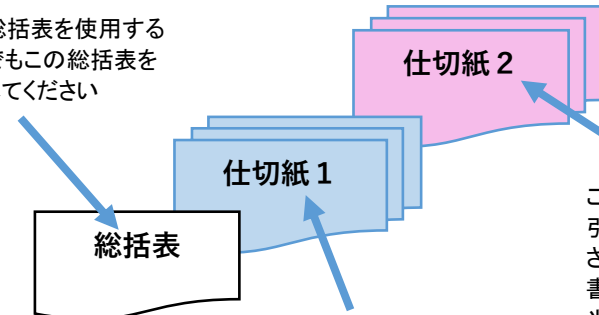 総括表を使用する
でもこの総括表を
てください
仕切紙２
仕切紙１
総括表
こ
引
さ
書